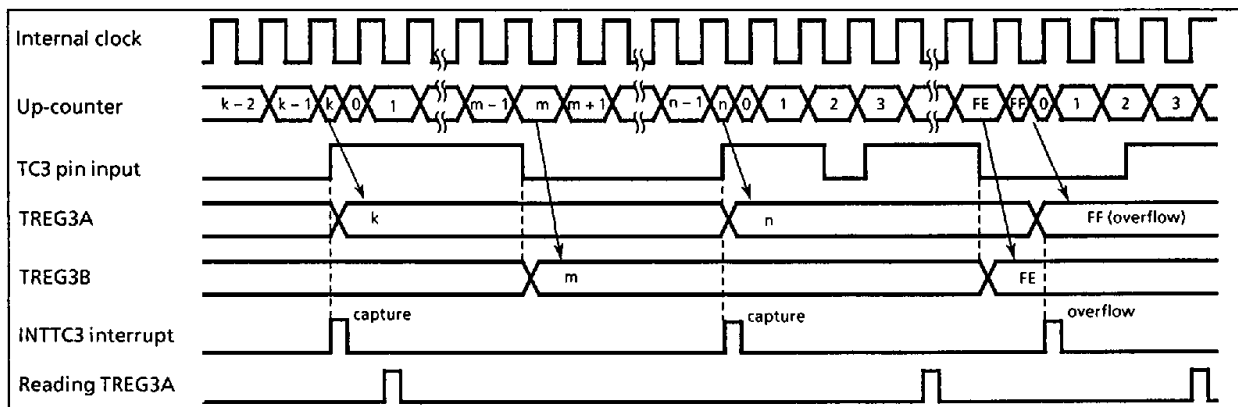 Internal clock
Up-counter k – 2 k – 1 k 0 1 m – 1 m m + 1 n – 1 n 0 1 2 3 FE FF 0 1 2 3
TC3 pin input
TREG3A k n FF (overflow)
TREG3B m FE
INTTC3 interrupt capture capture overflow
Reading TREG3A